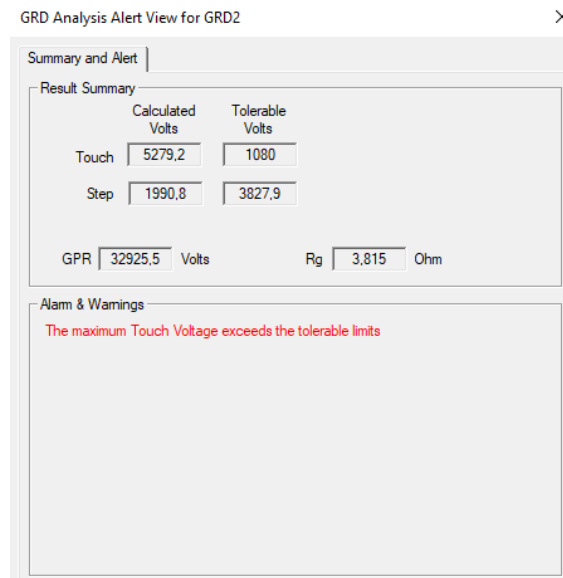 GRD Analysis Alert View for GRD2
Summary and Alert
Result Summary
Calculated Volts
Tolerable Volts
Touch 5279,2 1080
Step 1990,8 3827,9
GPR 32925,5 Volts Rg 3,815 Ohm
Alarm & Warnings
The maximum Touch Voltage exceeds the tolerable limits